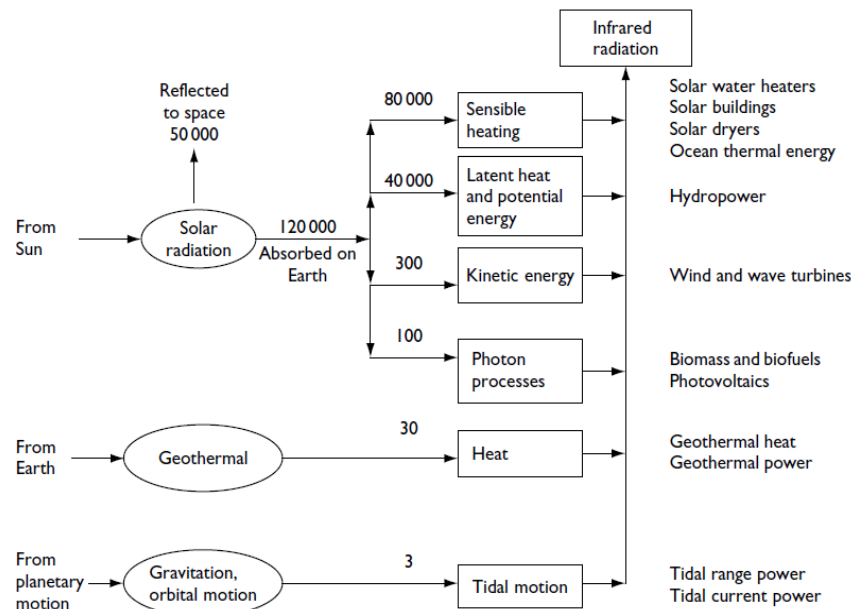 Infrared
radiation
Reflected
to space
50 000
80 000
Sensible
heating
Solar water heaters
Solar buildings
Solar dryers
Ocean thermal energy
40 000
Latent heat
and potential
energy
Hydropower
From
Sun
Solar
radiation
120 000
Absorbed on
Earth
300
Kinetic energy
Wind and wave turbines
100
Photon
processes
Biomass and biofuels
Photovoltaics
From
Earth
Geothermal
30
Heat
Geothermal heat
Geothermal power
From
planetary
motion
Gravitation,
orbital motion
3
Tidal motion
Tidal range power
Tidal current power